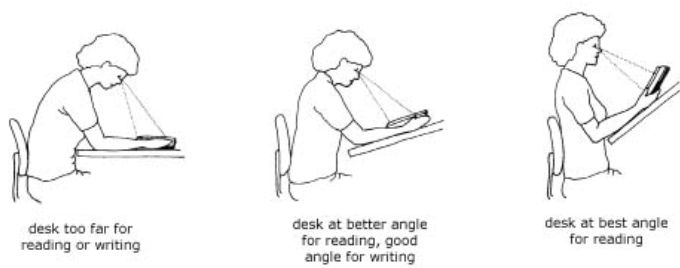 desk too far for
reading or writing
desk at better angle
for reading, good
angle for writing
desk at best angle
for reading